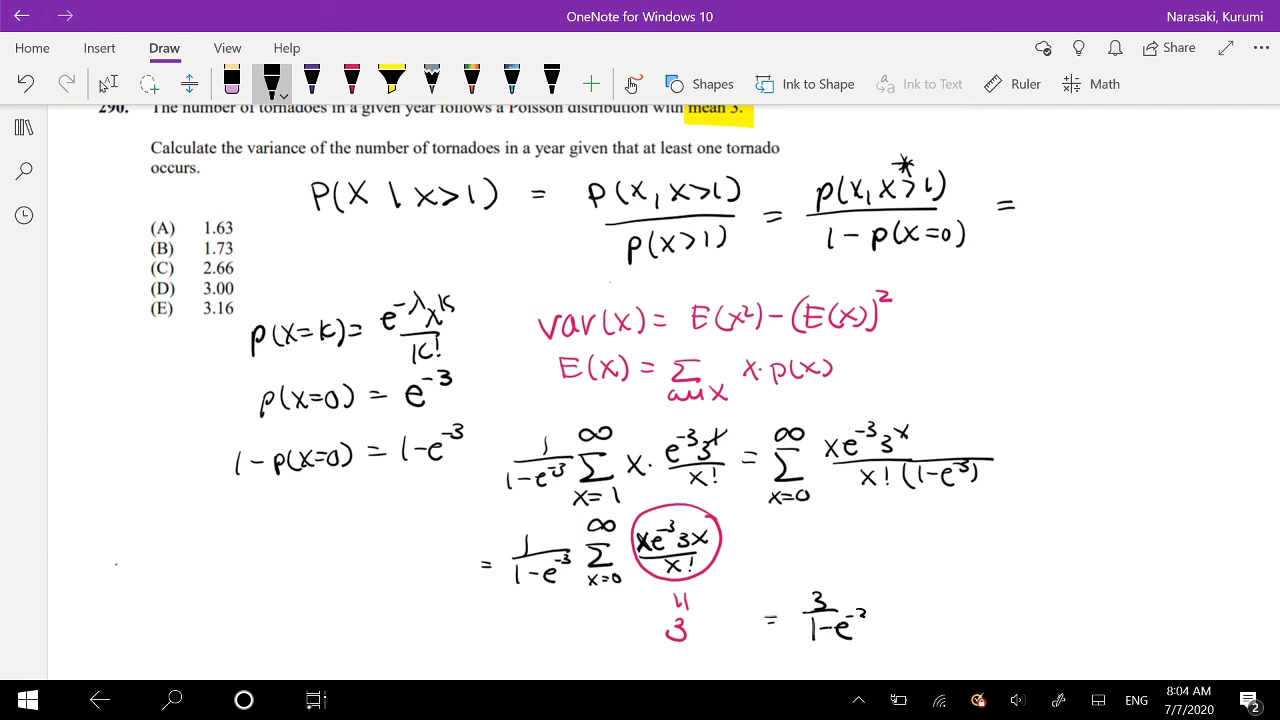 OneNote for Windows 10
Narasaki, Kurumi
Home Insert Draw View Help
Share
Shapes Ink to Shape Ink to Text Ruler Math
290. The number of tornadoes in a given year follows a Poisson distribution with mean 3.
Calculate the variance of the number of tornadoes in a year given that at least one tornado
occurs.
P(X | X>1) = P(X, X>1) / P(X>1) = P(X, X>1)* / 1 - P(X=0) =
(A) 1.63
(B) 1.73
(C) 2.66
(D) 3.00
(E) 3.16
P(X=K) = e^-λ λ^K / K!
P(X=0) = e^-3
1 - P(X=0) = 1-e^-3
var(X) = E(X²) - (E(X))²
E(X) = Σ all X X·P(X)
1/(1-e^-3) Σ x=1 ∞ X · e^-3 3^x / X! = Σ x=0 ∞ Xe^-3 3^x / X!(1-e^-3)
= 1/(1-e^-3) Σ x=0 ∞ Xe^-3 3^x / X!
3
= 3 / 1-e^-3
ENG
8:04 AM
7/7/2020
2